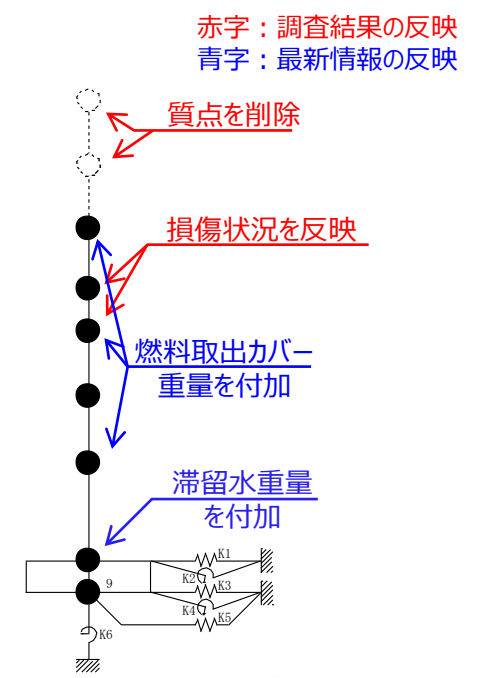 赤字：調査結果の反映
青字：最新情報の反映
質点を削除
損傷状況を反映
燃料取出カバー
重量を付加
滞留水重量
を付加
K1
K2
9
K3
K4
K5
K6